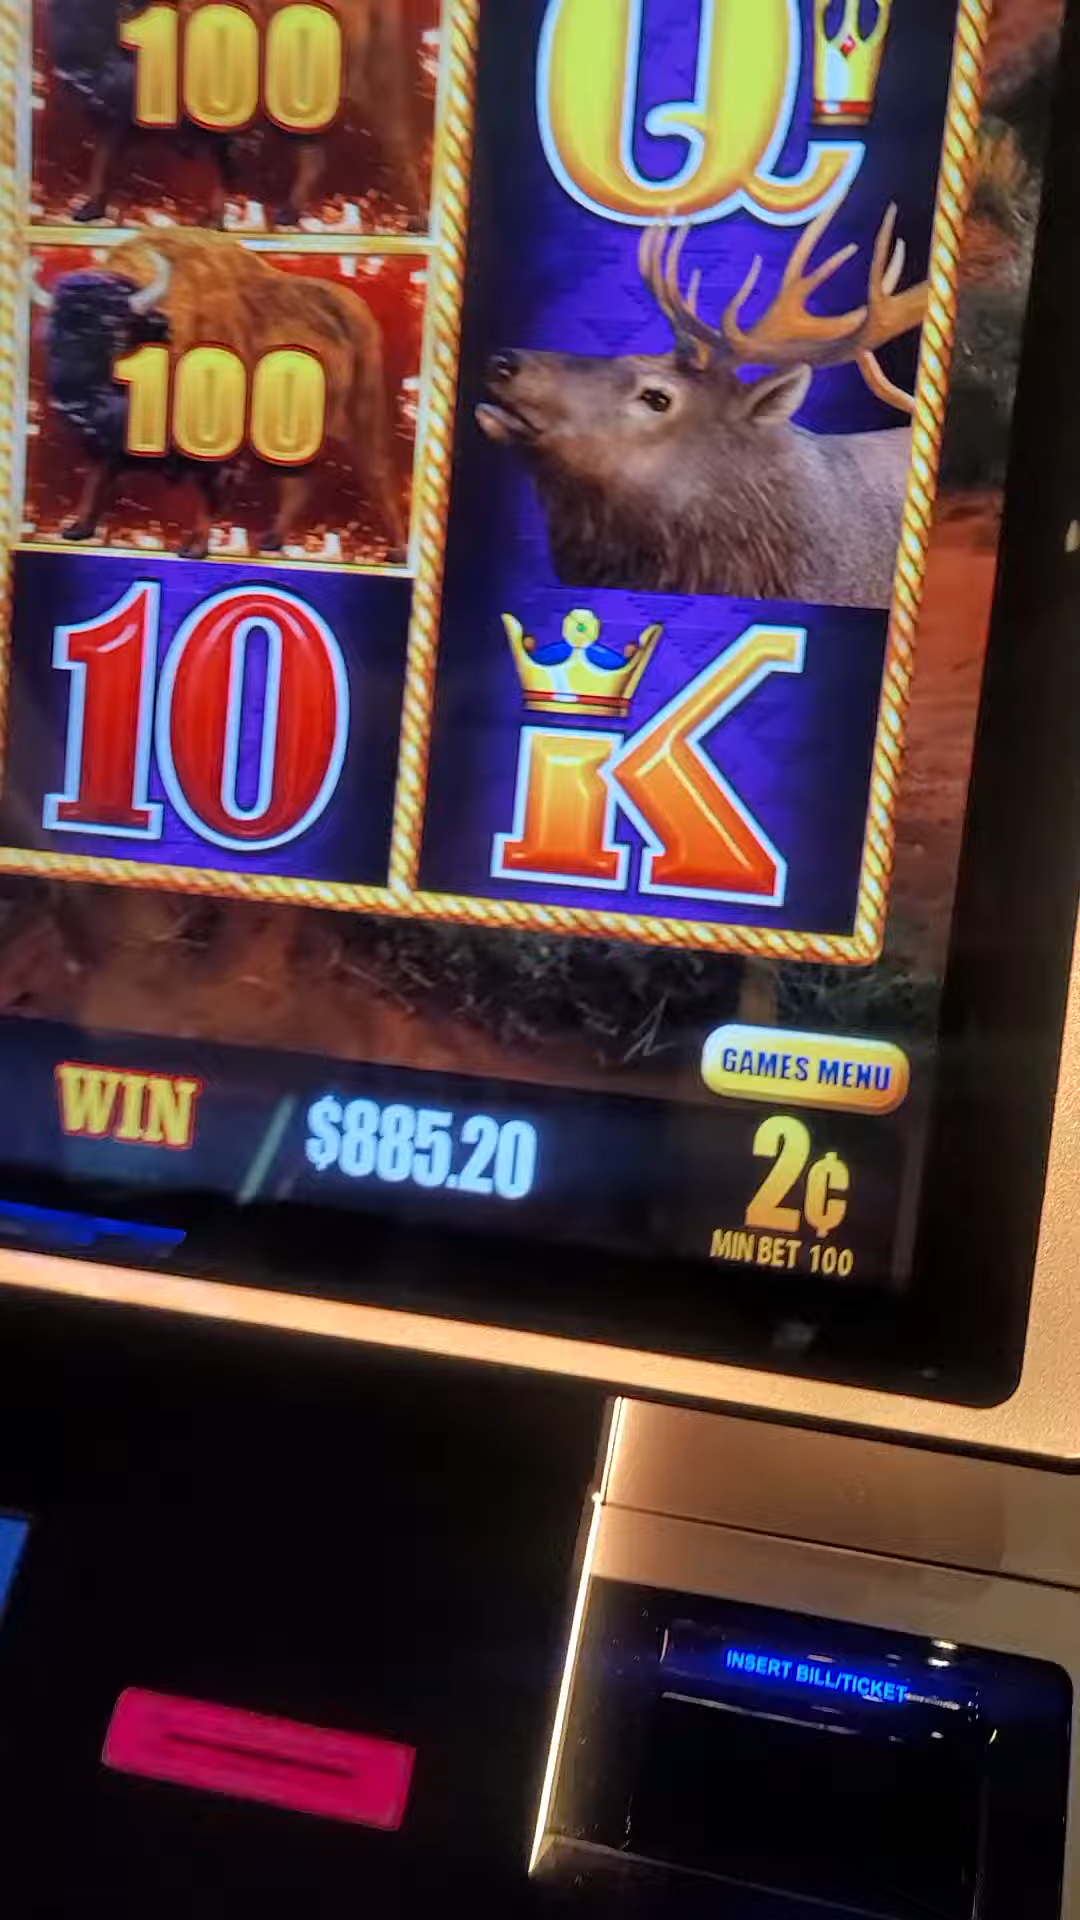 100
Q
100
10
K
GAMES MENU
WIN
$885.20
2¢
MIN BET 100
INSERT BILL/TICKET